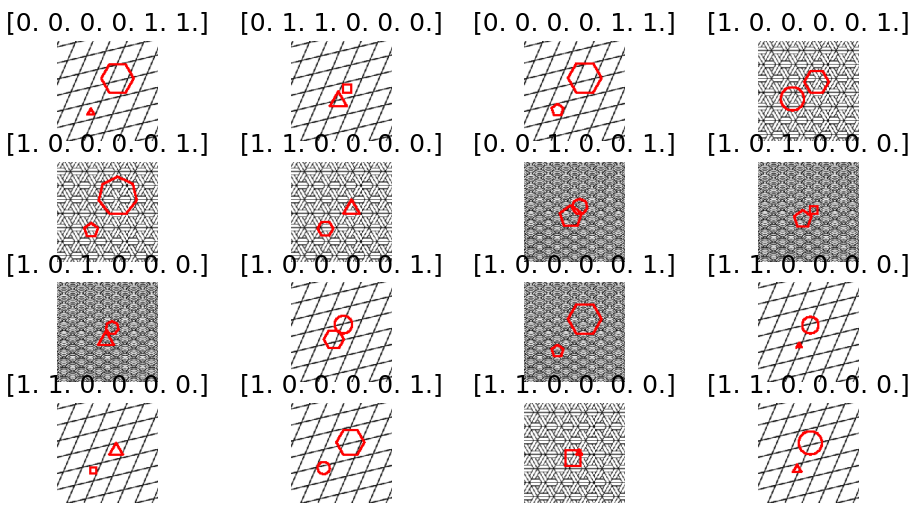 [0. 0. 0. 0. 1. 1.] [0. 1. 1. 0. 0. 0.] [0. 0. 0. 0. 1. 1.] [1. 0. 0. 0. 0. 1.]
[1. 0. 0. 0. 0. 1.] [1. 1. 0. 0. 0. 0.] [0. 0. 1. 0. 0. 1.] [1. 0. 1. 0. 0. 0.]
[1. 0. 1. 0. 0. 0.] [1. 0. 0. 0. 0. 1.] [1. 0. 0. 0. 0. 1.] [1. 1. 0. 0. 0. 0.]
[1. 1. 0. 0. 0. 0.] [1. 0. 0. 0. 0. 1.] [1. 1. 0. 0. 0. 0.] [1. 1. 0. 0. 0. 0.]